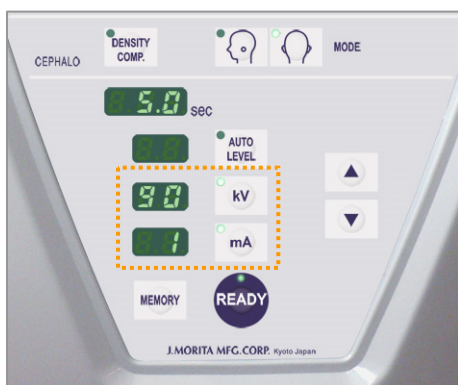 DENSITY
COMP.
MODE
CEPHALO
5.0 sec
AUTO
LEVEL
90 kV
1 mA
MEMORY
READY
J.MORITA MFG.CORP. Kyoto Japan